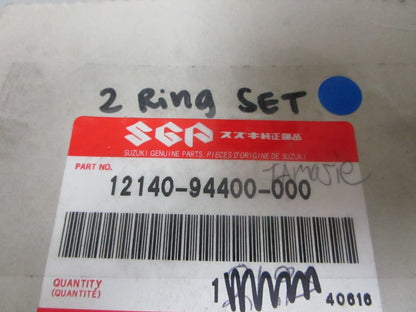 2 Ring SET
SGP スズキ純正部品
SUZUKI GENUINE PARTS. PIECES D'ORIGINE DE SUZUKI
PART NO.
12140-94400-000
QUANTITY
(QUANTITÉ)
1
40616